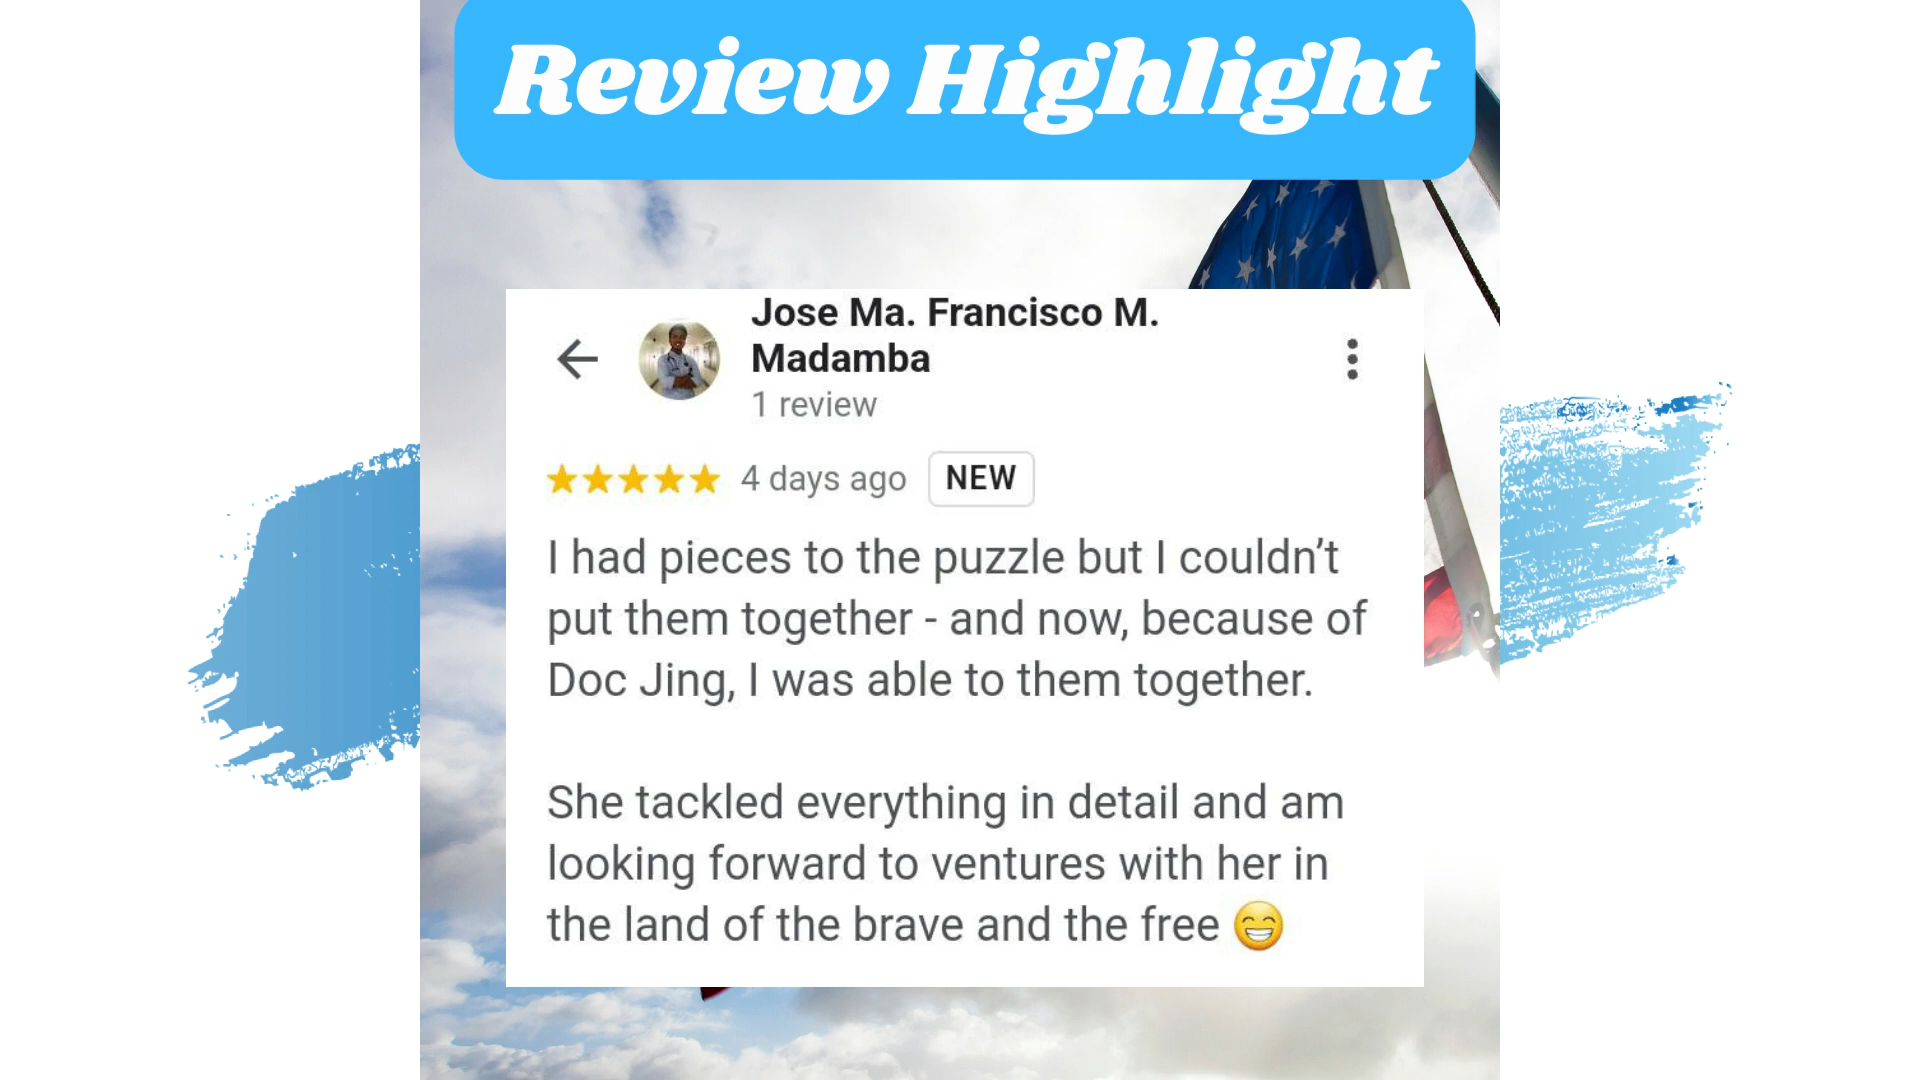 Review Highlight
Jose Ma. Francisco M.
Madamba
1 review
4 days ago NEW
I had pieces to the puzzle but I couldn’t
put them together - and now, because of
Doc Jing, I was able to them together.
She tackled everything in detail and am
looking forward to ventures with her in
the land of the brave and the free 😁